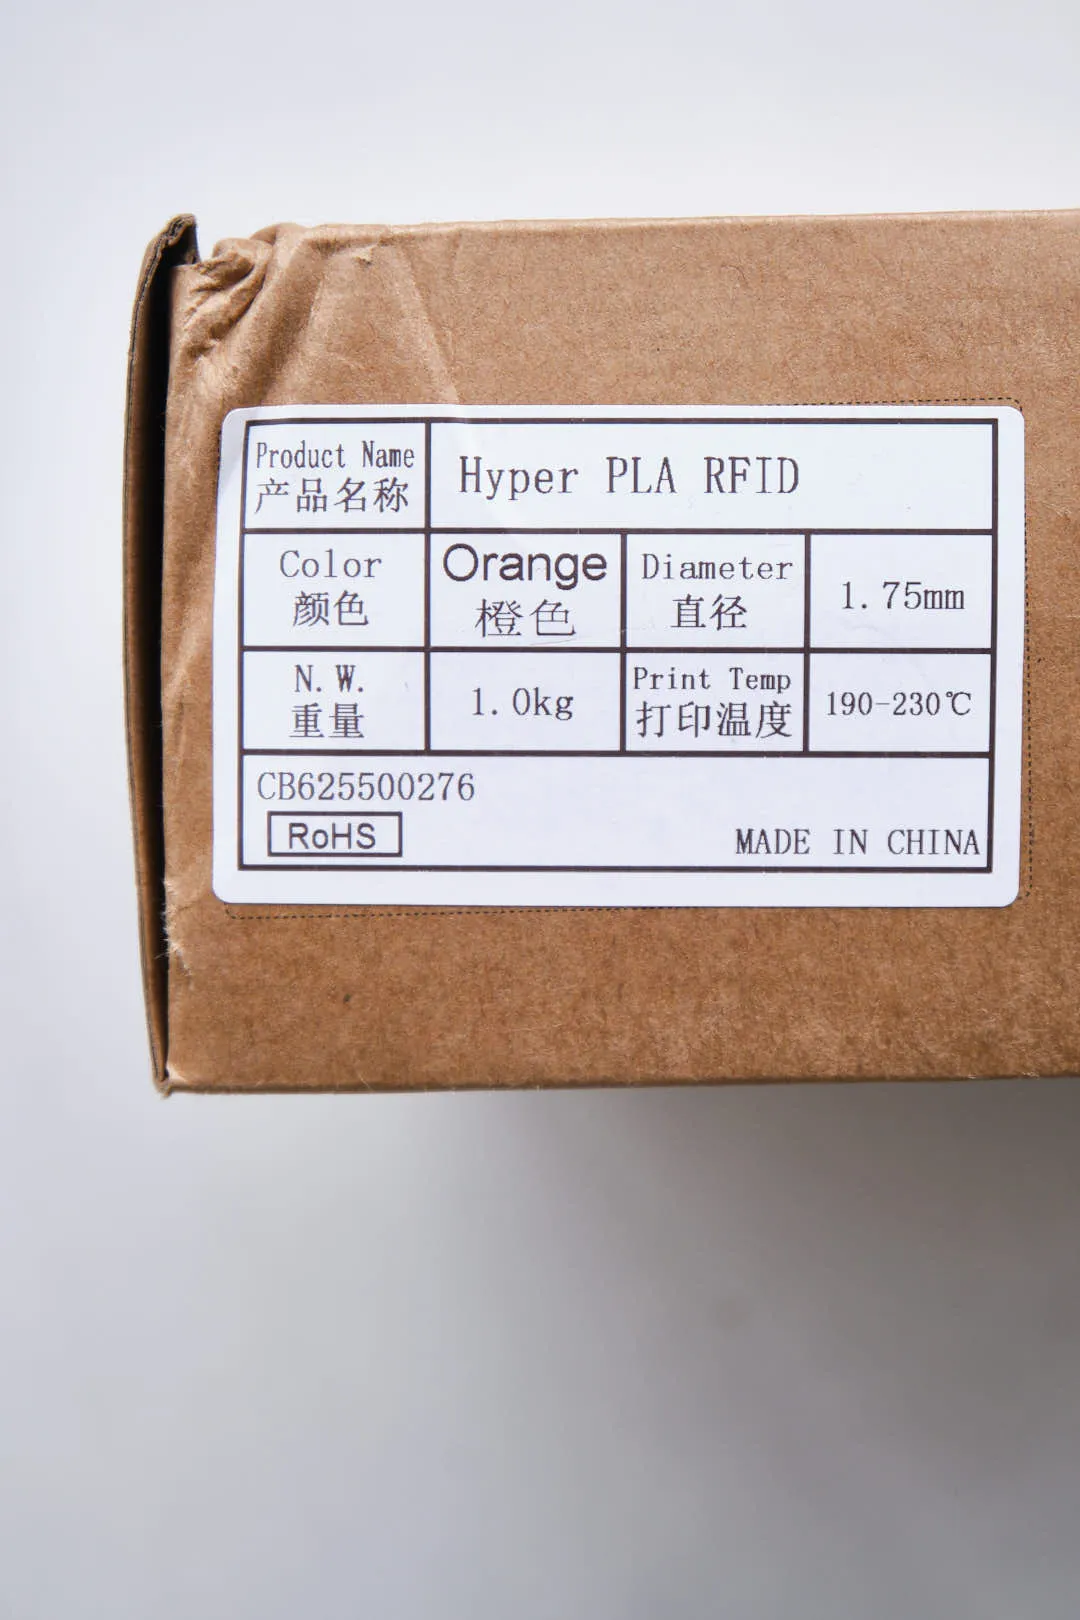 Product Name
产品名称
Hyper PLA RFID
Color
颜色
Orange
橙色
Diameter
直径
1.75mm
N.W.
重量
1.0kg
Print Temp
打印温度
190-230℃
CB625500276
RoHS
MADE IN CHINA